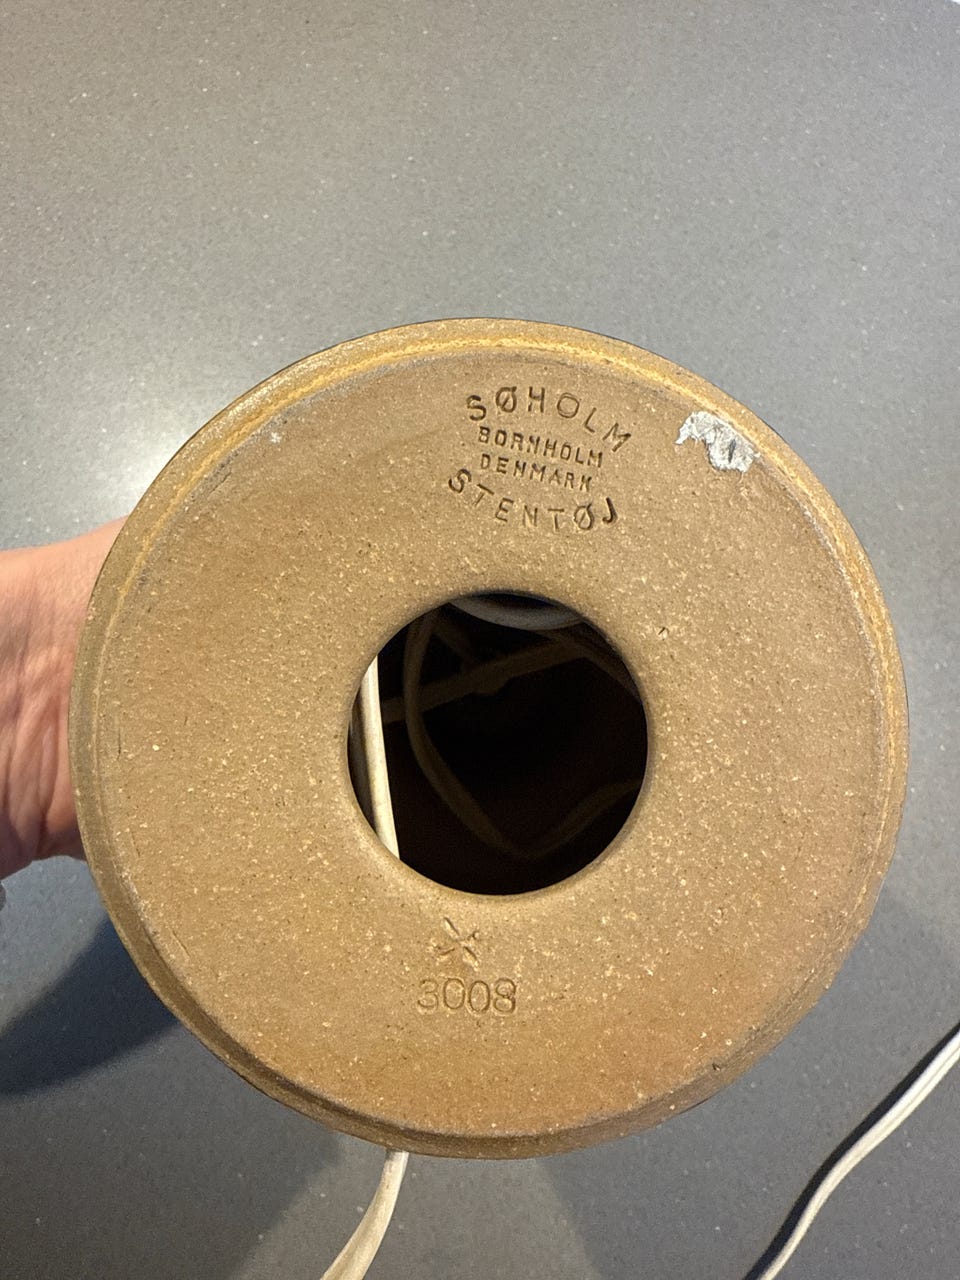 SØHOLM
BORNHOLM
DENMARK
STENTØJ
3008